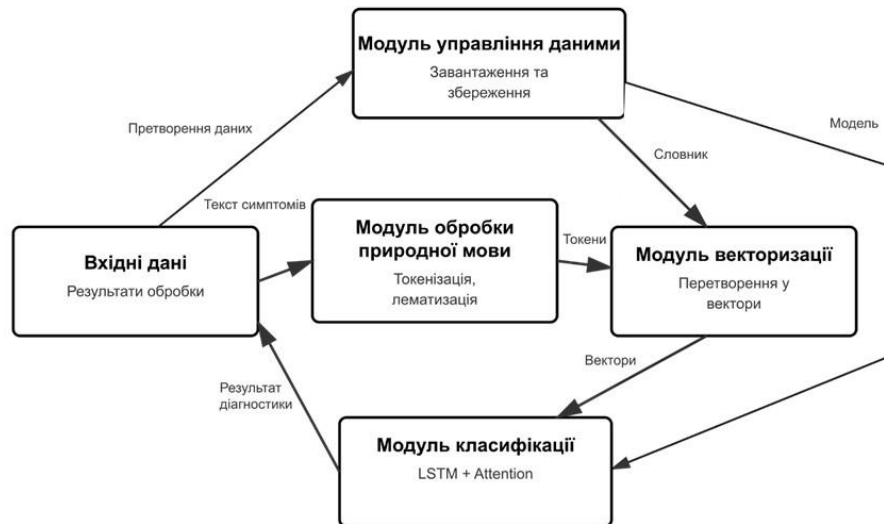 Модуль управління даними
Завантаження та
збереження
Претворення даних
Модель
Словник
Текст симптомів
Модуль обробки
природної мови
Токенізація,
лематизація
Токени
Модуль векторизації
Перетворення у
вектори
Вхідні дані
Результати обробки
Вектори
Результат
діагностики
Модуль класифікації
LSTM + Attention